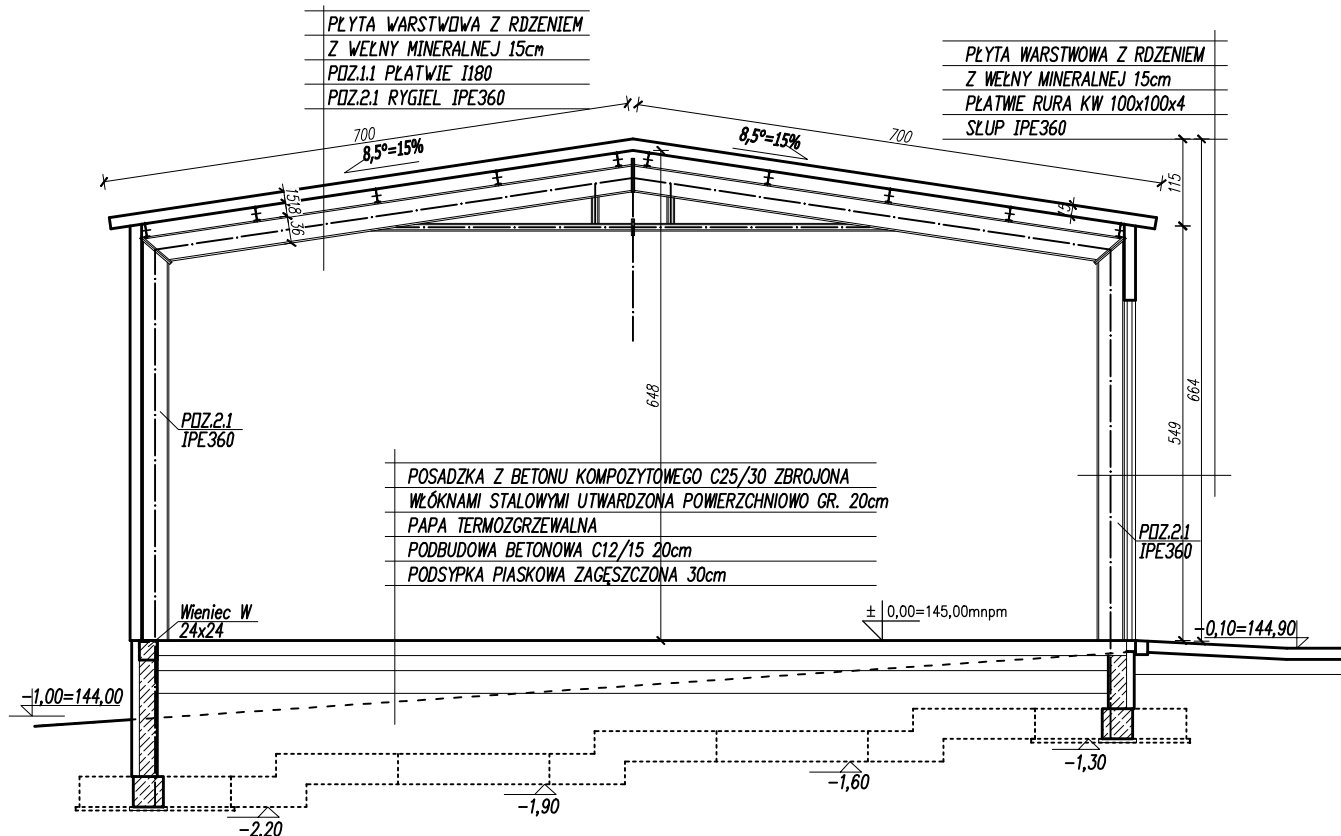 PŁYTA WARSTWOWA Z RDZENIEM
Z WEŁNY MINERALNEJ 15cm
POZ.1.1 PŁATWIE I180
POZ.2.1 RYGIEL IPE360
PŁYTA WARSTWOWA Z RDZENIEM
Z WEŁNY MINERALNEJ 15cm
PŁATWIE RURA KW 100x100x4
SŁUP IPE360
700
8,5°=15%
8,5°=15%
700
115
15
18
36
15
648
549
664
POZ.2.1
IPE360
POSADZKA Z BETONU KOMPOZYTOWEGO C25/30 ZBROJONA
WŁÓKNAMI STALOWYMI UTWARDZONA POWIERZCHNIOWO GR. 20cm
PAPA TERMOZGRZEWALNA
PODBUDOWA BETONOWA C12/15 20cm
PODSYPKA PIASKOWA ZAGĘSZCZONA 30cm
POZ.2.1
IPE360
Wieniec W
24x24
± 0,00=145,00mnpm
-0,10=144,90
-1,00=144,00
-1,30
-1,60
-1,90
-2.20